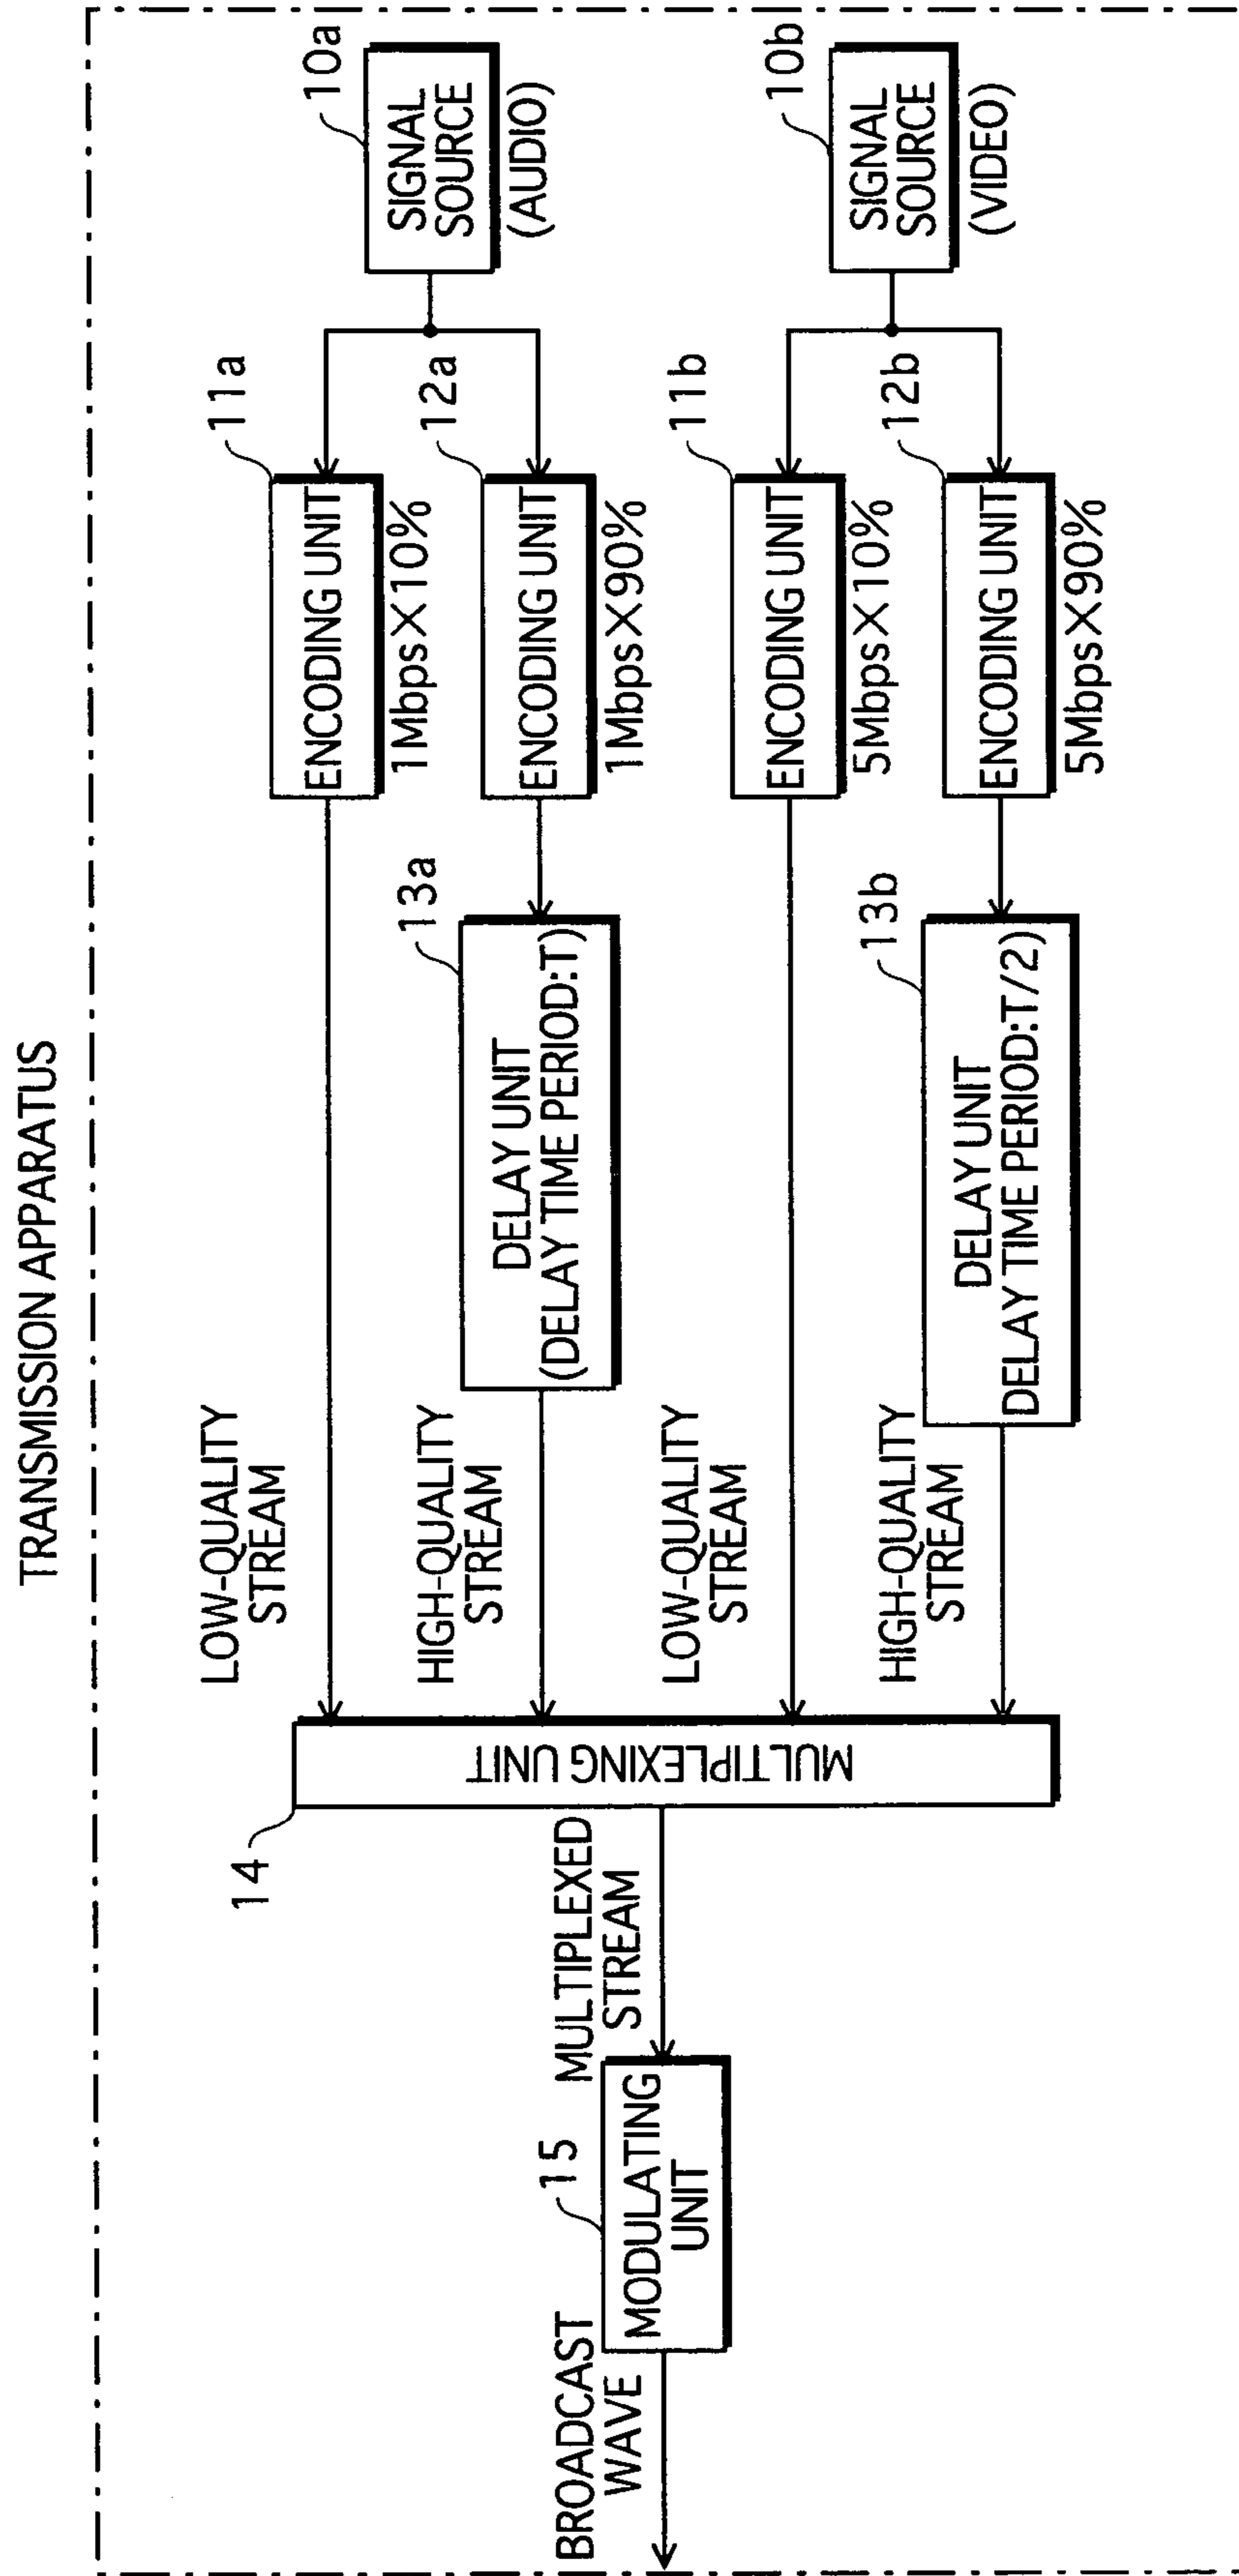 TRANSMISSION APPARATUS
10a
SIGNAL
SOURCE
(AUDIO)
11a
ENCODING UNIT
1Mbps×10%
12a
ENCODING UNIT
1Mbps×90%
13a
DELAY UNIT
(DELAY TIME PERIOD:T)
LOW-QUALITY
STREAM
HIGH-QUALITY
STREAM
10b
SIGNAL
SOURCE
(VIDEO)
11b
ENCODING UNIT
5Mbps×10%
12b
ENCODING UNIT
5Mbps×90%
13b
DELAY UNIT
DELAY TIME PERIOD:T/2)
LOW-QUALITY
STREAM
HIGH-QUALITY
STREAM
14
MULTIPLEXING UNIT
MULTIPLEXED
STREAM
15
MODULATING
UNIT
BROADCAST
WAVE